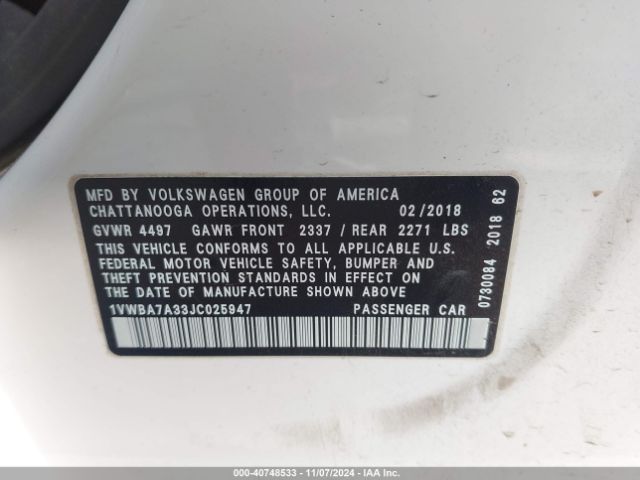 MFD BY VOLKSWAGEN GROUP OF AMERICA
CHATTANOOGA OPERATIONS, LLC. 02/2018
GVWR 4497 GAWR FRONT 2337 / REAR 2271 LBS
THIS VEHICLE CONFORMS TO ALL APPLICABLE U.S.
FEDERAL MOTOR VEHICLE SAFETY, BUMPER AND
THEFT PREVENTION STANDARDS IN EFFECT ON
THE DATE OF MANUFACTURE SHOWN ABOVE
1VWBA7A33JC025947 PASSENGER CAR
0730084 2018 62
000-40748533 — 11/07/2024 - IAAI.COM